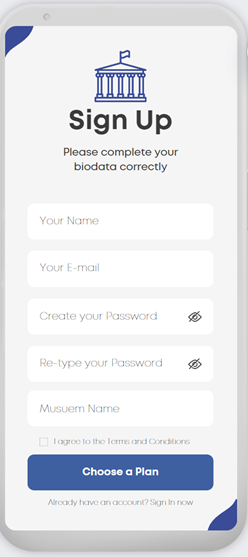 Sign Up
Please complete your
biodata correctly
Your Name
Your E-mail
Create your Password
Re-type your Password
Musuem Name
I agree to the Terms and Conditions
Choose a Plan
Already have an account? Sign In now